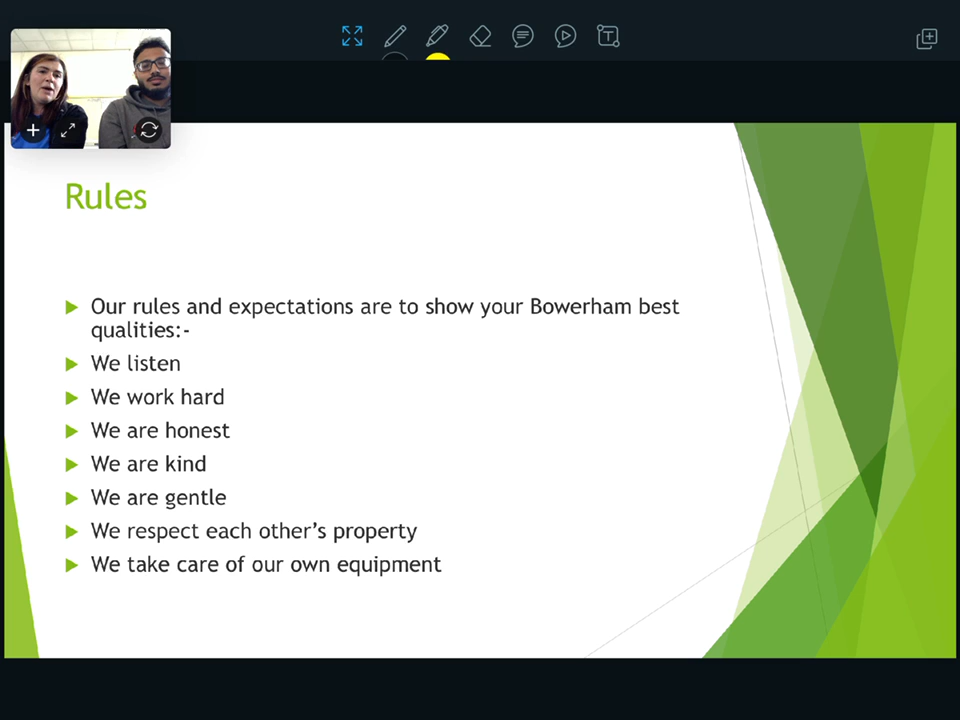 Rules
Our rules and expectations are to show your Bowerham best
qualities:-
We listen
We work hard
We are honest
We are kind
We are gentle
We respect each other’s property
We take care of our own equipment